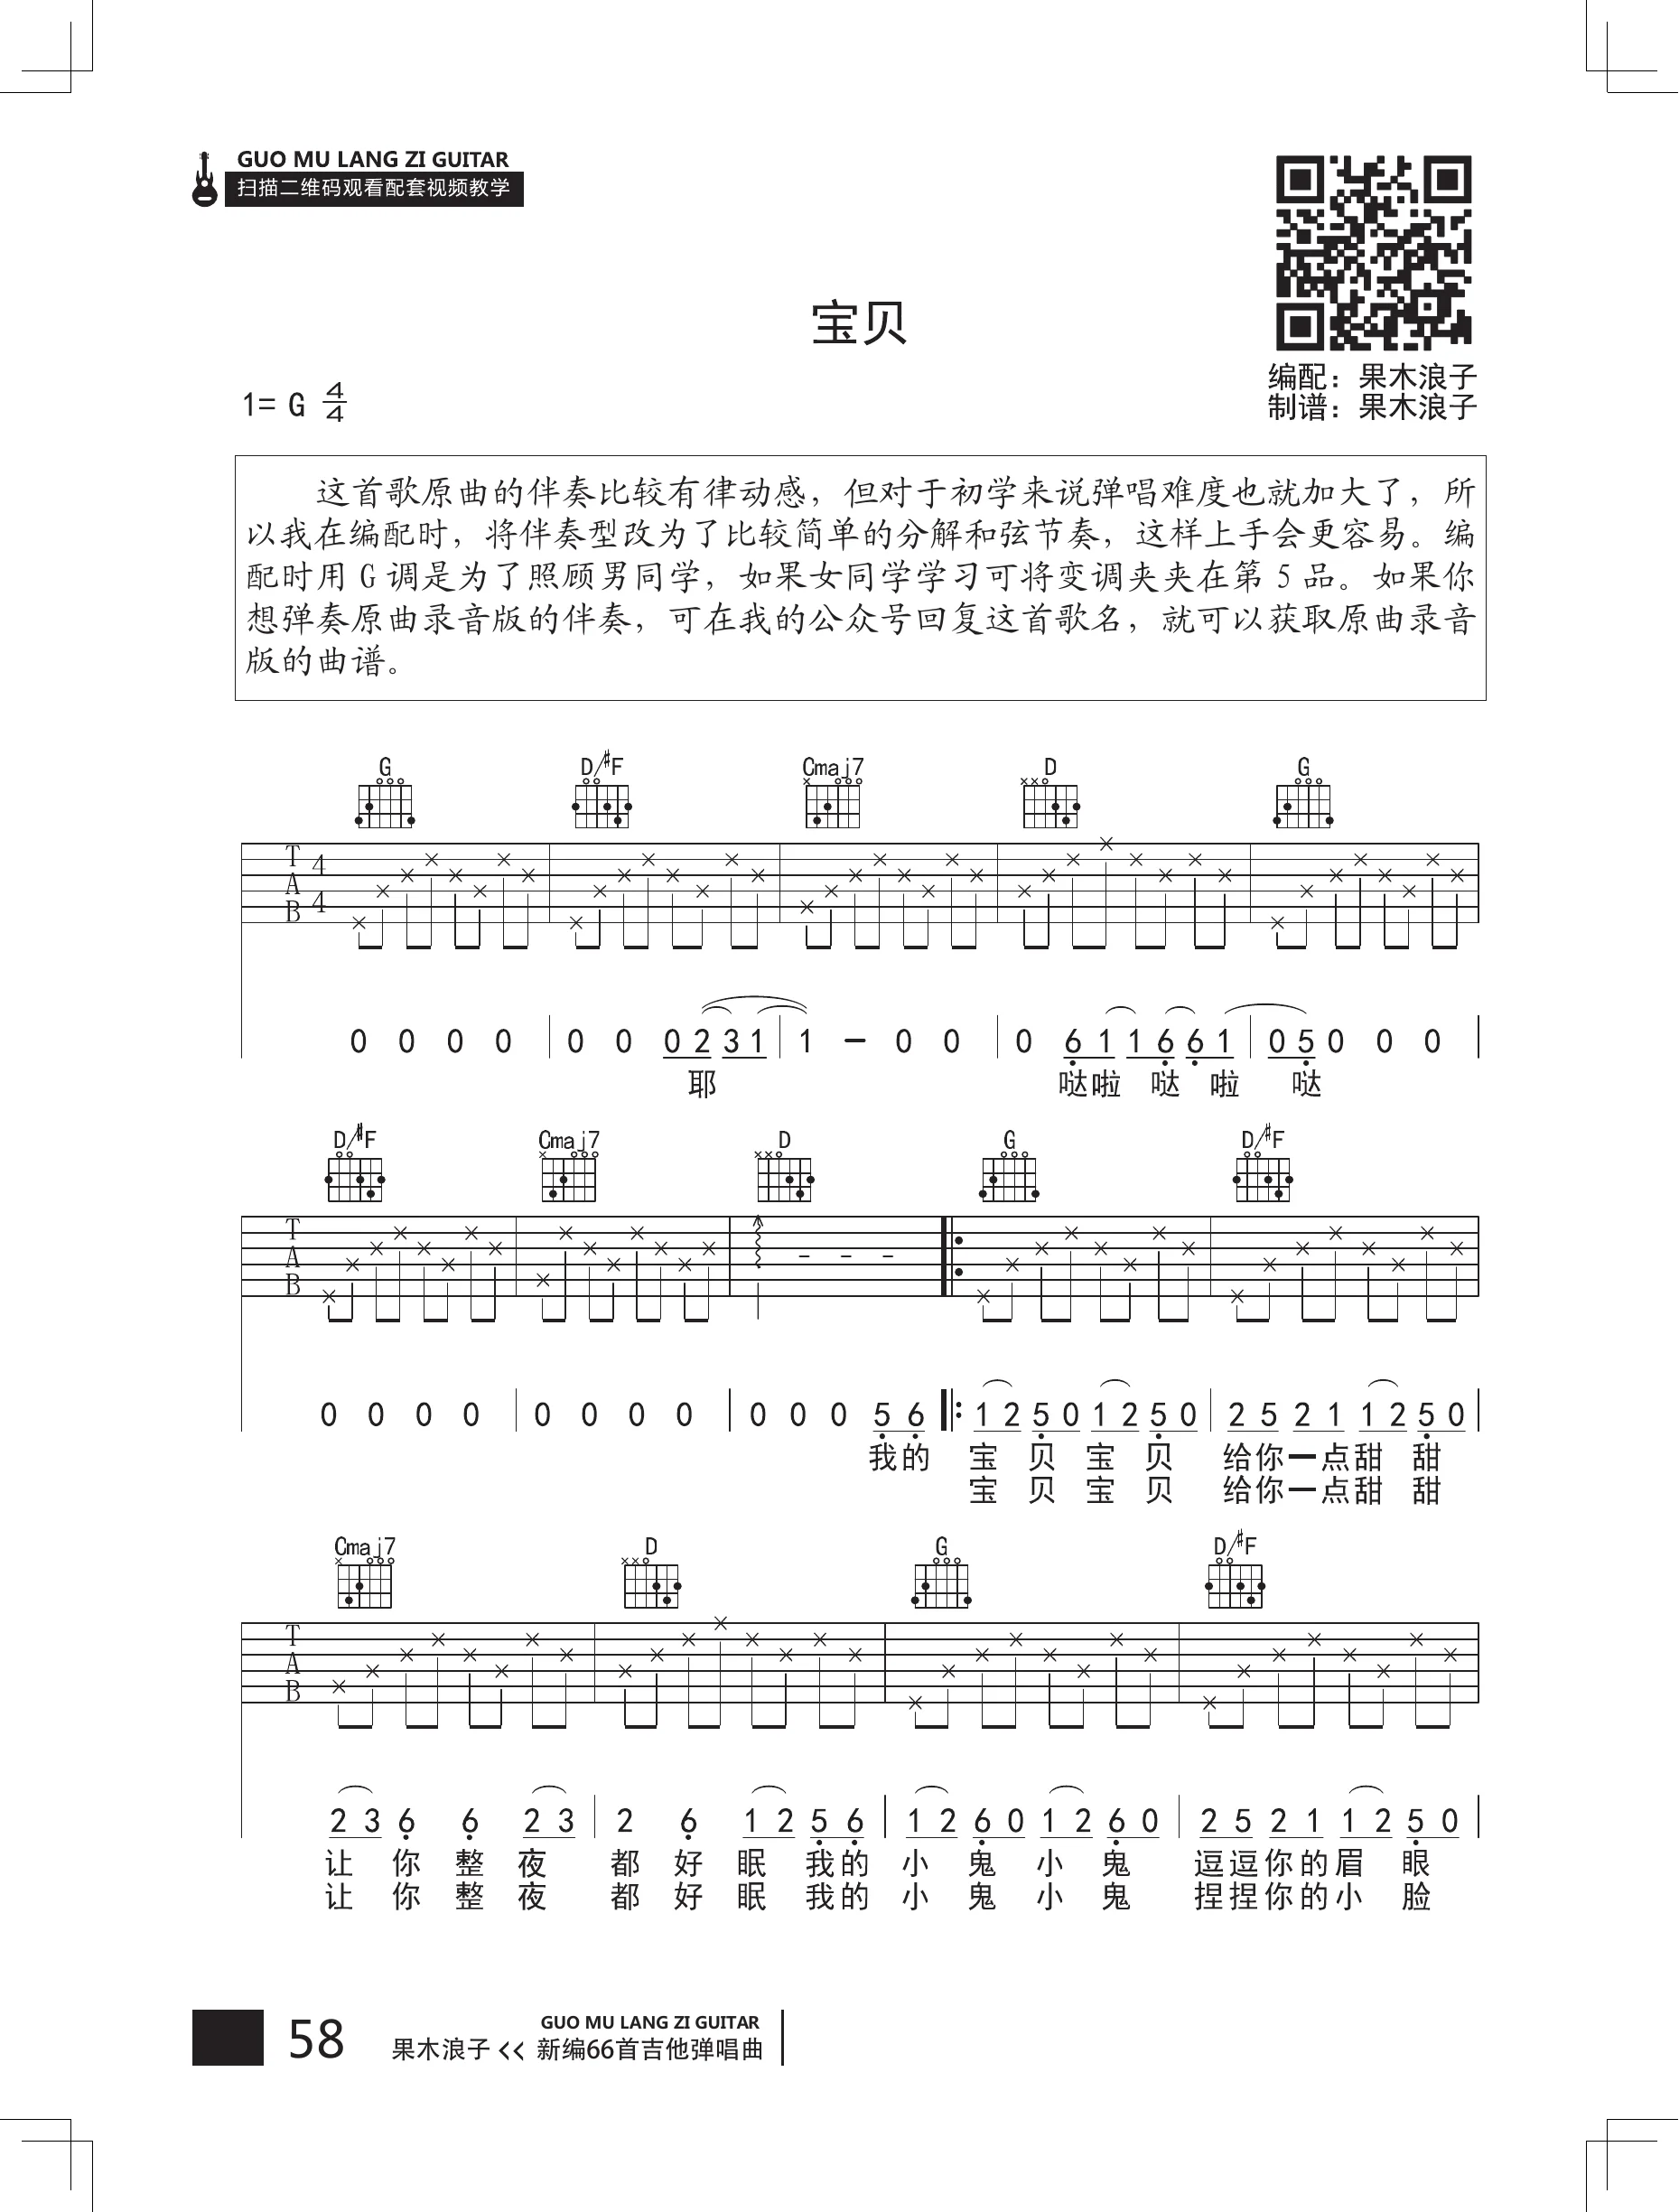 GUO MU LANG ZI GUITAR
扫描二维码观看配套视频教学
宝贝
编配：果木浪子
制谱：果木浪子
1= G 4/4
这首歌原曲的伴奏比较有律动感，但对于初学来说弹唱难度也就加大了，所
以我在编配时，将伴奏型改为了比较简单的分解和弦节奏，这样上手会更容易。编
配时用 G 调是为了照顾男同学，如果女同学学习可将变调夹夹在第 5 品。如果你
想弹奏原曲录音版的伴奏，可在我的公众号回复这首歌名，就可以获取原曲录音
版的曲谱。
G D/#F Cmaj7 D G
T A B 4 4
0 0 0 0 0 0 0 2 3 1 1 - 0 0 0 6 1 1 6 6 1 0 5 0 0 0
耶 哒啦 哒 啦 哒
D/#F Cmaj7 D G D/#F
T A B
0 0 0 0 0 0 0 0 0 0 0 5 6 1 2 5 0 1 2 5 0 2 5 2 1 1 2 5 0
我的 宝 贝 宝 贝 给你一点甜 甜
宝 贝 宝 贝 给你一点甜 甜
Cmaj7 D G D/#F
T A B
2 3 6 6 2 3 2 6 1 2 5 6 1 2 6 0 1 2 6 0 2 5 2 1 1 2 5 0
让 你 整 夜 都 好 眠 我的 小 鬼 小 鬼 逗逗你的眉 眼
让 你 整 夜 都 好 眠 我的 小 鬼 小 鬼 捏捏你的小 脸
58
GUO MU LANG ZI GUITAR
果木浪子 << 新编66首吉他弹唱曲